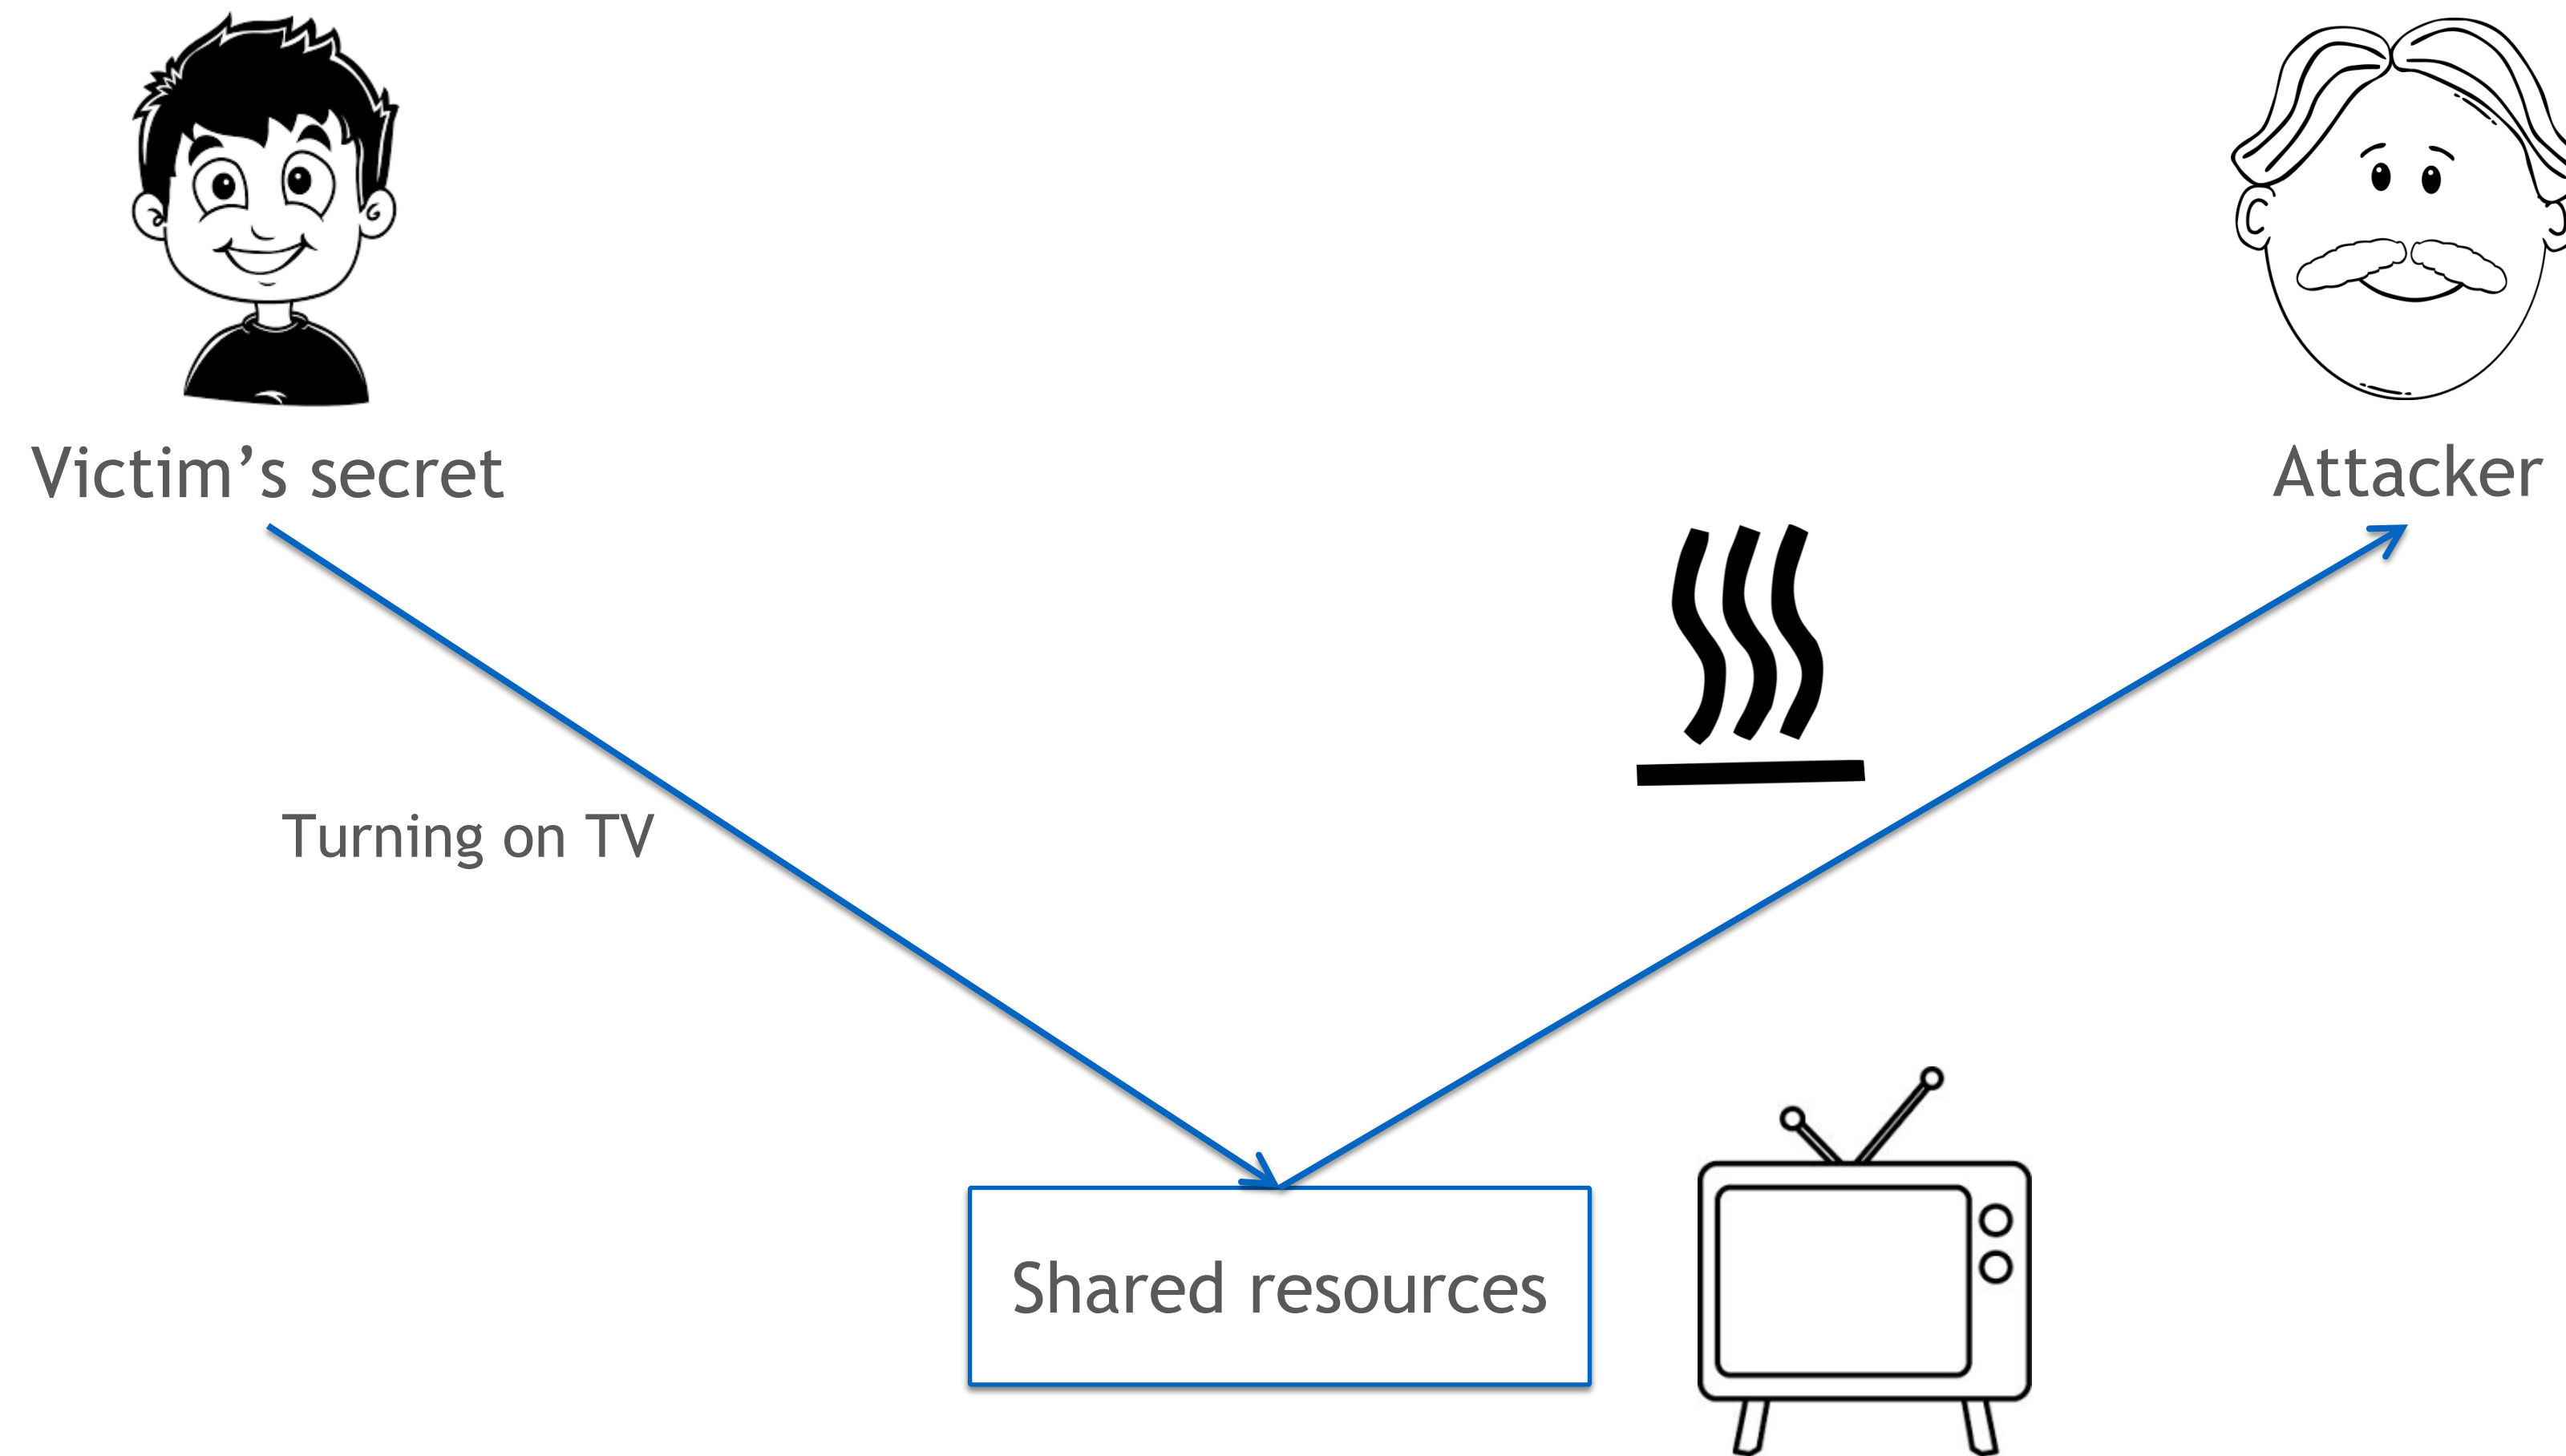 Victim’s secret
Attacker
Turning on TV
Shared resources